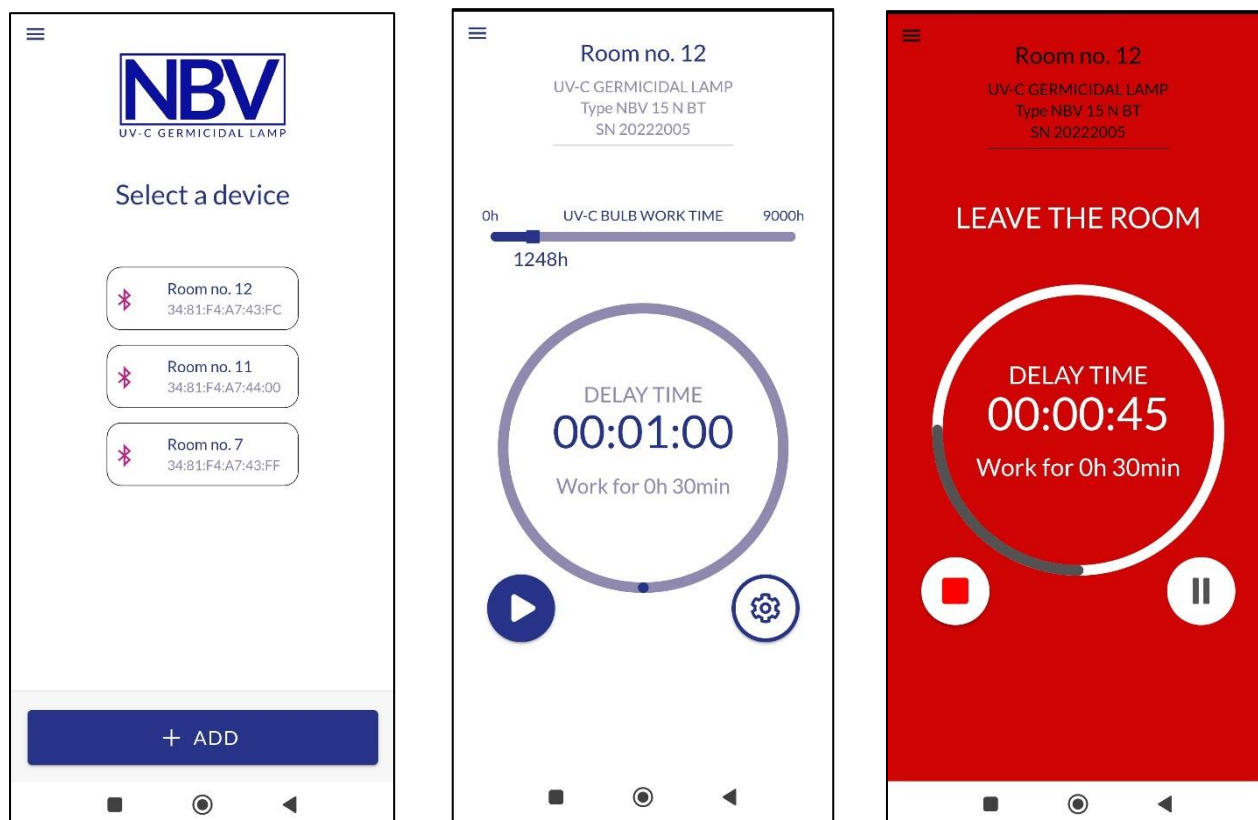 NBV
UV-C GERMICIDAL LAMP
Select a device
Room no. 12
34:81:F4:A7:43:FC
Room no. 11
34:81:F4:A7:44:00
Room no. 7
34:81:F4:A7:43:FF
+ ADD
Room no. 12
UV-C GERMICIDAL LAMP
Type NBV 15 N BT
SN 20222005
0h UV-C BULB WORK TIME 9000h
1248h
DELAY TIME
00:01:00
Work for 0h 30min
Room no. 12
UV-C GERMICIDAL LAMP
Type NBV 15 N BT
SN 20222005
LEAVE THE ROOM
DELAY TIME
00:00:45
Work for 0h 30min